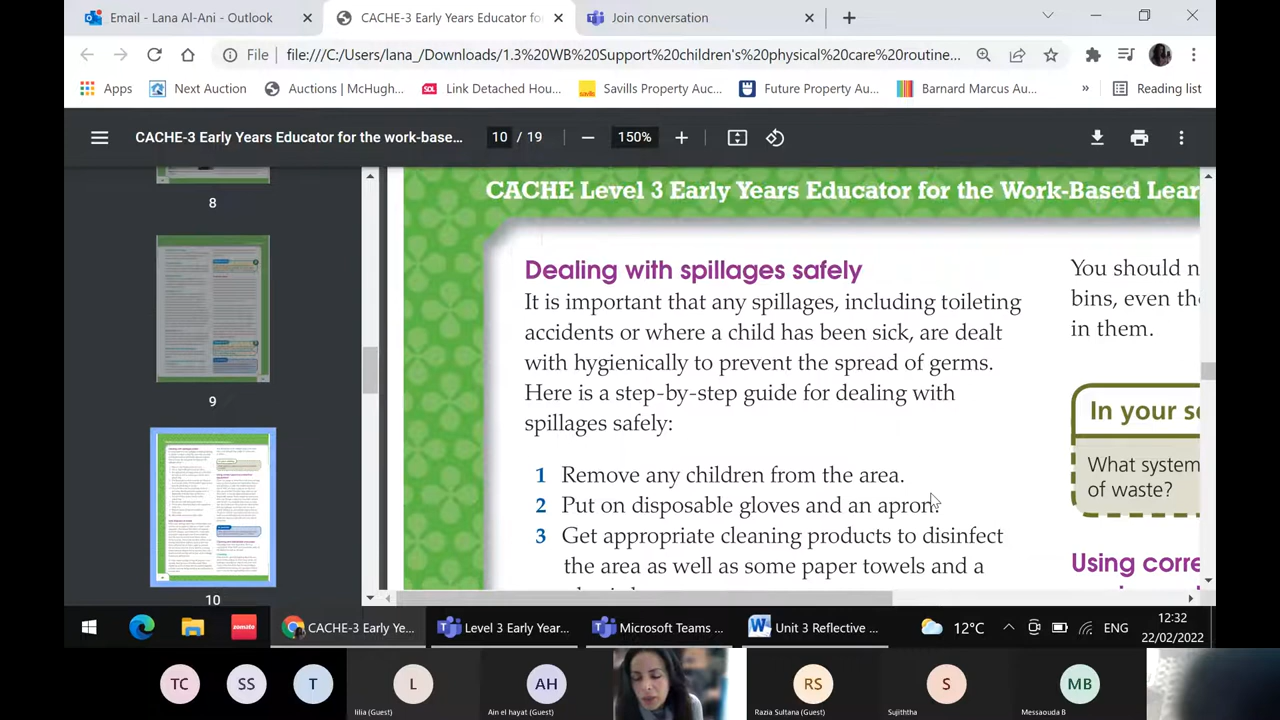 Email - Lana Al-Ani - Outlook
CACHE-3 Early Years Educator fo
Join conversation
File
file:///C:/Users/lana_/Downloads/1.3%20WB%20Support%20children's%20physical%20care%20routine...
Apps
Next Auction
Auctions | McHugh...
SDL
Link Detached Hou...
savills
Savills Property Auc...
Future Property Au...
Barnard Marcus Au...
»
Reading list
CACHE-3 Early Years Educator for the work-base...
10 / 19
150%
8
9
10
CACHE Level 3 Early Years Educator for the Work-Based Lear
Dealing with spillages safely
It is important that any spillages, including toileting
accidents or where a child has been sick, are dealt
with hygienically to prevent the spread of germs.
Here is a step-by-step guide for dealing with
spillages safely:
1 Remove any children from the area.
2 Put on disposable gloves and an apron.
3 Get appropriate cleaning products to disinfect
the area as well as some paper towels and a
You should n
bins, even th
in them.
In your se
What system
of waste?
Using corre
zomato
CACHE-3 Early Ye...
Level 3 Early Year...
Microsoft Teams ...
Unit 3 Reflective ...
12°C
ENG
12:32
22/02/2022
TC
SS
T
L
lilia (Guest)
AH
Ain el hayat (Guest)
RS
Razia Sultana (Guest)
S
Sujiththa
MB
Messaouda B